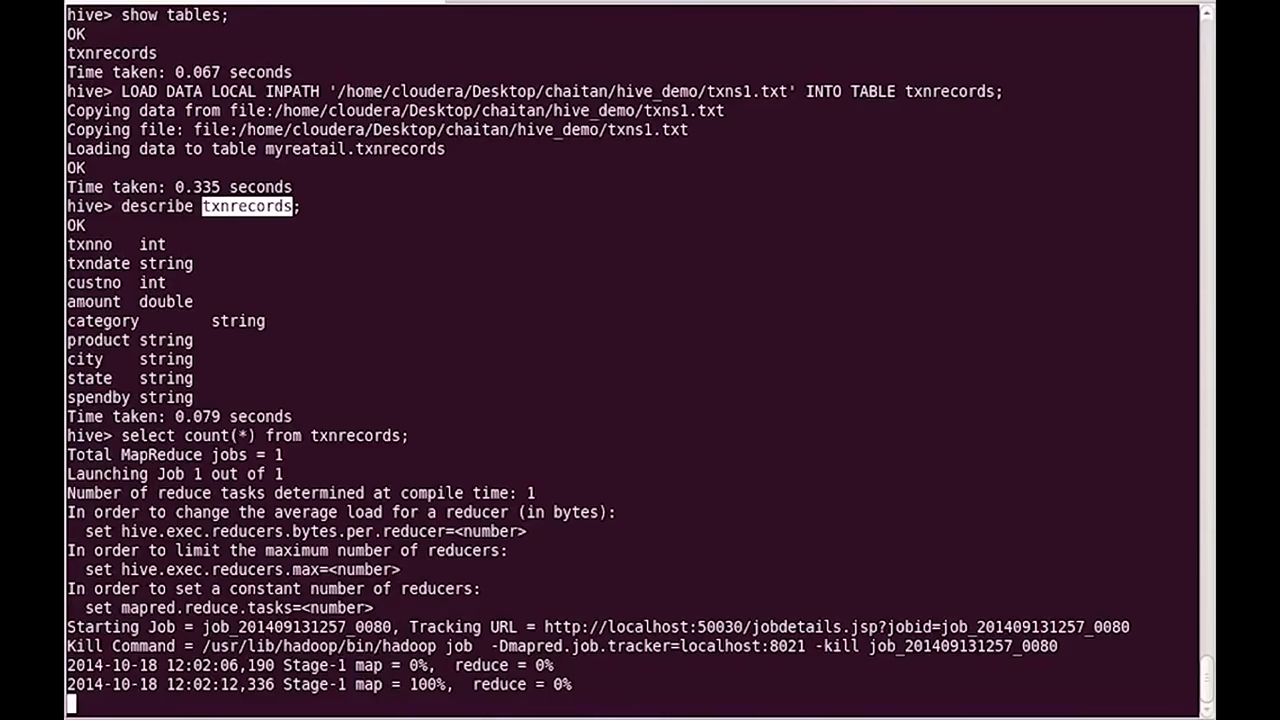 hive> show tables;
OK
txnrecords
Time taken: 0.067 seconds
hive> LOAD DATA LOCAL INPATH '/home/cloudera/Desktop/chaitan/hive_demo/txns1.txt' INTO TABLE txnrecords;
Copying data from file:/home/cloudera/Desktop/chaitan/hive_demo/txns1.txt
Copying file: file:/home/cloudera/Desktop/chaitan/hive_demo/txns1.txt
Loading data to table myreatail.txnrecords
OK
Time taken: 0.335 seconds
hive> describe txnrecords;
OK
txnno   int
txndate string
custno  int
amount  double
category        string
product string
city    string
state   string
spendby string
Time taken: 0.079 seconds
hive> select count(*) from txnrecords;
Total MapReduce jobs = 1
Launching Job 1 out of 1
Number of reduce tasks determined at compile time: 1
In order to change the average load for a reducer (in bytes):
  set hive.exec.reducers.bytes.per.reducer=<number>
In order to limit the maximum number of reducers:
  set hive.exec.reducers.max=<number>
In order to set a constant number of reducers:
  set mapred.reduce.tasks=<number>
Starting Job = job_201409131257_0080, Tracking URL = http://localhost:50030/jobdetails.jsp?jobid=job_201409131257_0080
Kill Command = /usr/lib/hadoop/bin/hadoop job  -Dmapred.job.tracker=localhost:8021 -kill job_201409131257_0080
2014-10-18 12:02:06,190 Stage-1 map = 0%,  reduce = 0%
2014-10-18 12:02:12,336 Stage-1 map = 100%,  reduce = 0%